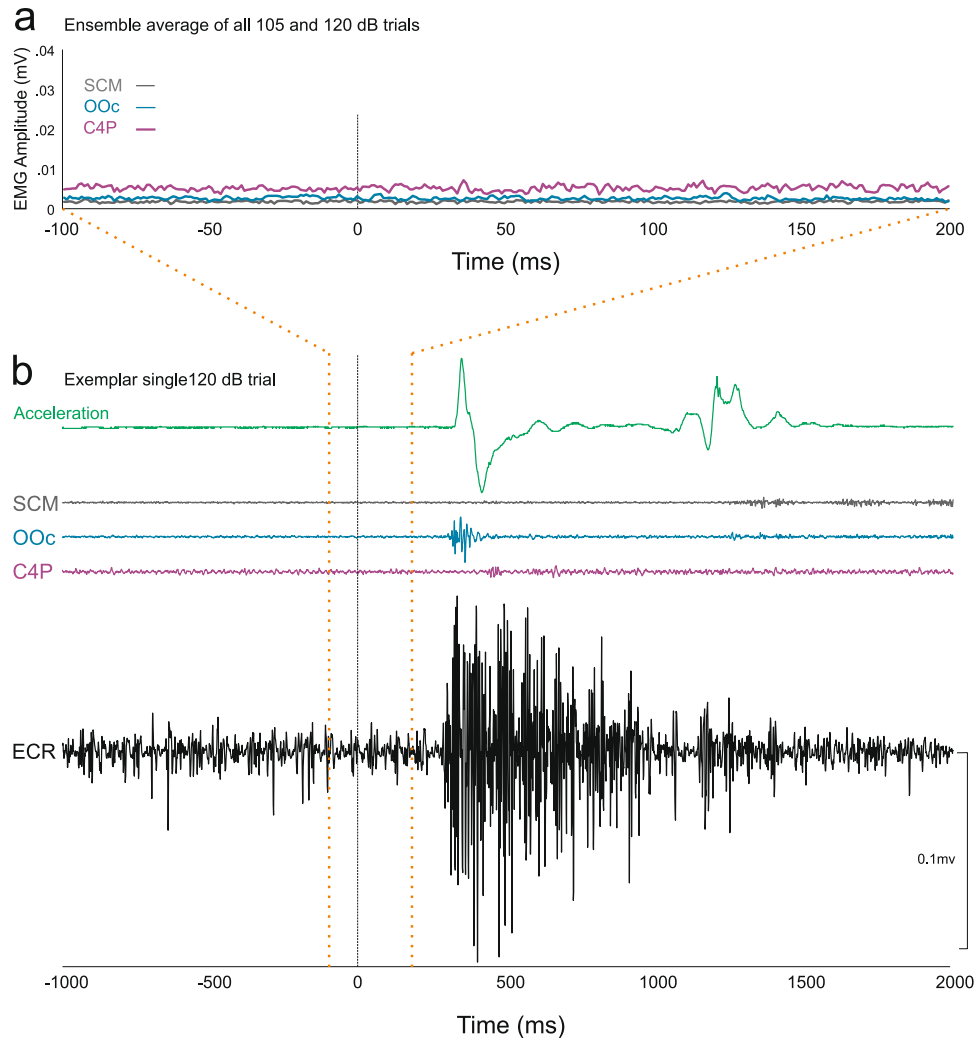 a
Ensemble average of all 105 and 120 dB trials
EMG Amplitude (mV)
.04
.03
.02
.01
0
SCM
OOc
C4P
-100 -50 0 50 100 150 200
Time (ms)
b
Exemplar single120 dB trial
Acceleration
SCM
OOc
C4P
ECR
0.1mv
-1000 -500 0 500 1000 1500 2000
Time (ms)